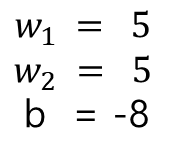 w₁ = 5
w₂ = 5
b = -8